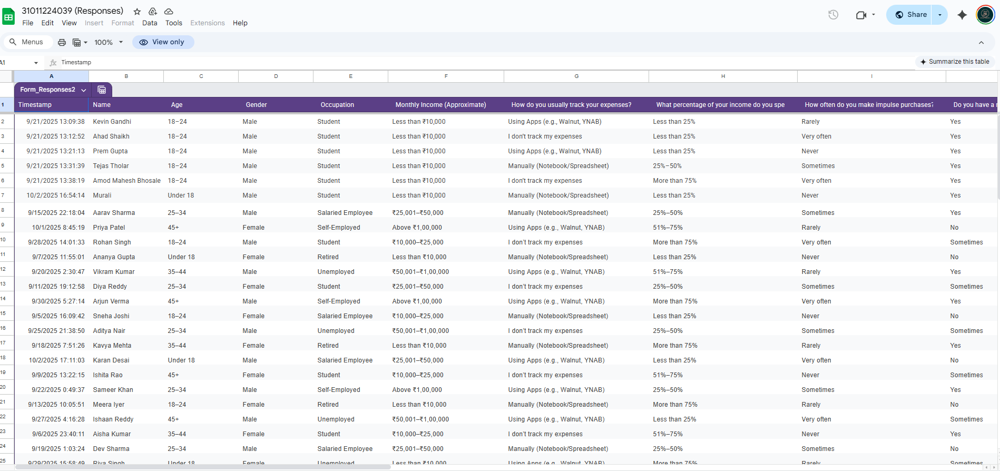 31011224039 (Responses)
File Edit View Insert Format Data Tools Extensions Help
Share
Menus 100% View only
A1 fx Timestamp
Summarize this table
A B C D E F G H I
Form_Responses2
1 Timestamp Name Age Gender Occupation Monthly Income (Approximate) How do you usually track your expenses? What percentage of your income do you spe How often do you make impulse purchases? Do you have a
2 9/21/2025 13:09:38 Kevin Gandhi 18–24 Male Student Less than ₹10,000 Using Apps (e.g., Walnut, YNAB) Less than 25% Rarely Yes
3 9/21/2025 13:12:52 Ahad Shaikh 18–24 Male Student Less than ₹10,000 I don't track my expenses Less than 25% Very often Yes
4 9/21/2025 13:21:13 Prem Gupta 18–24 Male Student Less than ₹10,000 Using Apps (e.g., Walnut, YNAB) Less than 25% Never Yes
5 9/21/2025 13:31:39 Tejas Tholar 18–24 Male Student Less than ₹10,000 Manually (Notebook/Spreadsheet) 25%–50% Sometimes Yes
6 9/21/2025 13:38:19 Amod Mahesh Bhosale 18–24 Male Student Less than ₹10,000 I don't track my expenses More than 75% Very often Yes
7 10/2/2025 16:54:14 Murali Under 18 Male Student Less than ₹10,000 Manually (Notebook/Spreadsheet) Less than 25% Never Yes
8 9/15/2025 22:18:04 Aarav Sharma 25–34 Male Salaried Employee ₹25,001–₹50,000 Manually (Notebook/Spreadsheet) 25%–50% Sometimes Yes
9 10/1/2025 8:45:19 Priya Patel 45+ Female Self-Employed Above ₹1,00,000 Using Apps (e.g., Walnut, YNAB) 51%–75% Rarely No
10 9/28/2025 14:01:33 Rohan Singh 18–24 Male Student ₹10,000–₹25,000 I don't track my expenses More than 75% Very often Sometimes
11 9/7/2025 11:55:01 Ananya Gupta Under 18 Female Retired Less than ₹10,000 Manually (Notebook/Spreadsheet) Less than 25% Never No
12 9/20/2025 2:30:47 Vikram Kumar 35–44 Male Unemployed ₹50,001–₹1,00,000 Using Apps (e.g., Walnut, YNAB) 51%–75% Rarely Yes
13 9/11/2025 19:12:58 Diya Reddy 25–34 Female Student ₹25,001–₹50,000 I don't track my expenses 25%–50% Sometimes Sometimes
14 9/30/2025 5:27:14 Arjun Verma 45+ Male Self-Employed Above ₹1,00,000 Using Apps (e.g., Walnut, YNAB) More than 75% Very often Yes
15 9/5/2025 16:09:42 Sneha Joshi 18–24 Female Salaried Employee ₹10,000–₹25,000 Manually (Notebook/Spreadsheet) Less than 25% Never No
16 9/25/2025 21:38:50 Aditya Nair 25–34 Male Unemployed ₹50,001–₹1,00,000 I don't track my expenses 25%–50% Sometimes Sometimes
17 9/18/2025 7:51:26 Kavya Mehta 35–44 Female Retired Less than ₹10,000 Manually (Notebook/Spreadsheet) More than 75% Rarely Yes
18 10/2/2025 17:11:03 Karan Desai Under 18 Male Salaried Employee ₹25,001–₹50,000 Using Apps (e.g., Walnut, YNAB) Less than 25% Very often No
19 9/9/2025 13:22:15 Ishita Rao 45+ Female Student ₹10,000–₹25,000 I don't track my expenses 51%–75% Never Sometimes
20 9/22/2025 0:49:37 Sameer Khan 25–34 Male Self-Employed Above ₹1,00,000 Using Apps (e.g., Walnut, YNAB) 25%–50% Sometimes Yes
21 9/13/2025 10:05:51 Meera Iyer 18–24 Female Retired Less than ₹10,000 Manually (Notebook/Spreadsheet) More than 75% Rarely No
22 9/27/2025 4:16:28 Ishaan Reddy 45+ Male Unemployed ₹50,001–₹1,00,000 Using Apps (e.g., Walnut, YNAB) Less than 25% Very often Sometimes
23 9/6/2025 23:40:11 Aisha Kumar 35–44 Female Student ₹10,000–₹25,000 I don't track my expenses 51%–75% Never Yes
24 9/19/2025 1:03:24 Dev Sharma 25–34 Male Salaried Employee ₹25,001–₹50,000 Manually (Notebook/Spreadsheet) 25%–50% Sometimes No
25 9/29/2025 15:58:49 Riya Singh Under 18 Female Unemployed Less than ₹10,000 Using Apps (e.g., Walnut, YNAB) More than 75% Rarely Sometimes